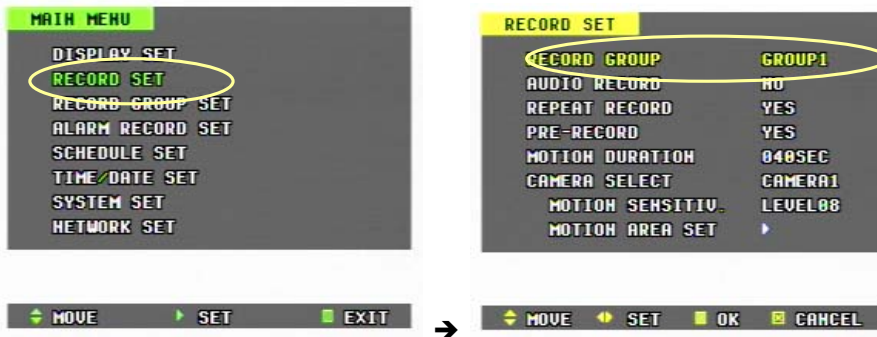 MAIN MENU
DISPLAY SET
RECORD SET
RECORD GROUP SET
ALARM RECORD SET
SCHEDULE SET
TIME/DATE SET
SYSTEM SET
NETWORK SET
MOVE SET EXIT
RECORD SET
RECORD GROUP GROUP1
AUDIO RECORD NO
REPEAT RECORD YES
PRE-RECORD YES
MOTION DURATION 040SEC
CAMERA SELECT CAMERA1
MOTION SENSITIV. LEVEL08
MOTION AREA SET
MOVE SET OK CANCEL